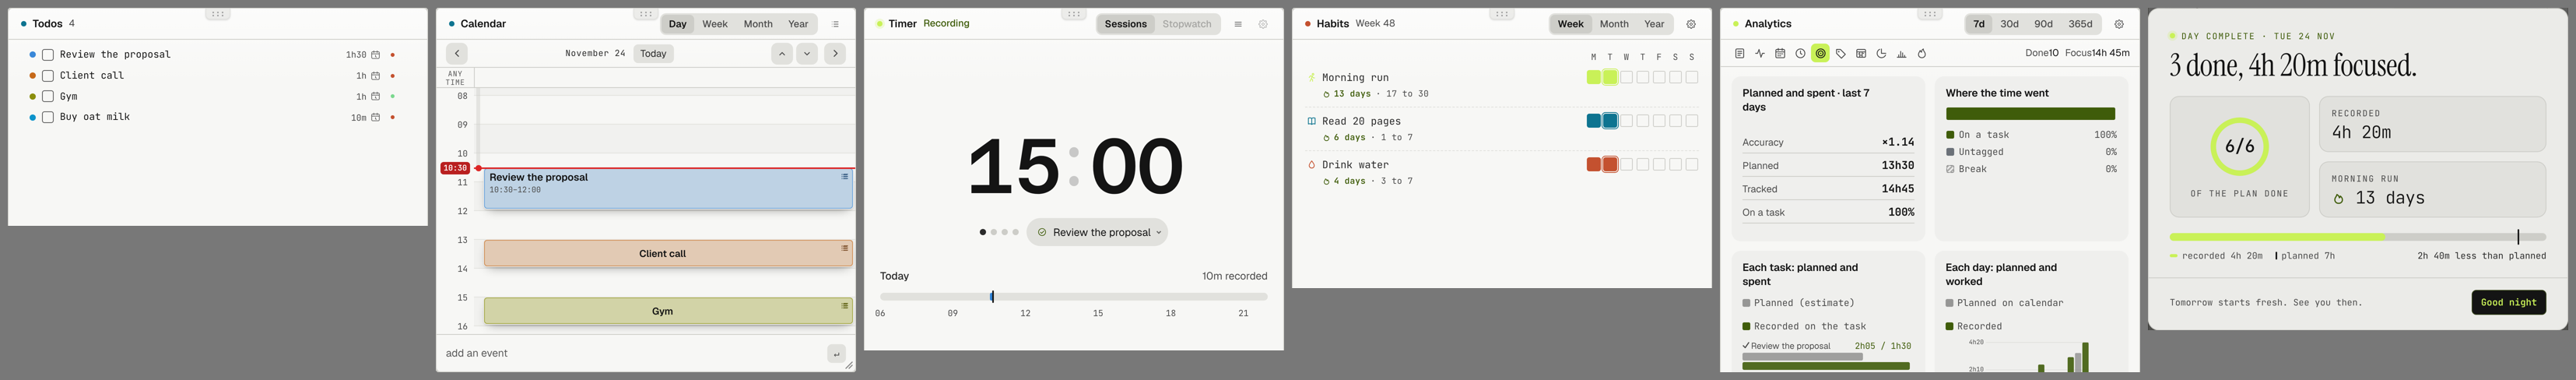 Todos 4
Review the proposal 1h30
Client call 1h
Gym 1h
Buy oat milk 10m
Calendar Day Week Month Year
November 24 Today
ANY TIME
08
09
10
10:30
11
Review the proposal
10:30–12:00
12
13
Client call
14
15
Gym
16
add an event
Timer Recording Sessions Stopwatch
15:00
Review the proposal
Today 10m recorded
06 09 12 15 18 21
Habits Week 48 Week Month Year
M T W T F S S
Morning run
13 days · 17 to 30
Read 20 pages
6 days · 1 to 7
Drink water
4 days · 3 to 7
Analytics 7d 30d 90d 365d
Done10 Focus14h 45m
Planned and spent · last 7
days
Accuracy ×1.14
Planned 13h30
Tracked 14h45
On a task 100%
Where the time went
On a task 100%
Untagged 0%
Break 0%
Each task: planned and
spent
Planned (estimate)
Recorded on the task
Review the proposal 2h05 / 1h30
Each day: planned and
worked
Planned on calendar
Recorded
4h20
2h10
DAY COMPLETE · TUE 24 NOV
3 done, 4h 20m focused.
6/6
OF THE PLAN DONE
RECORDED
4h 20m
MORNING RUN
13 days
recorded 4h 20m planned 7h 2h 40m less than planned
Tomorrow starts fresh. See you then. Good night